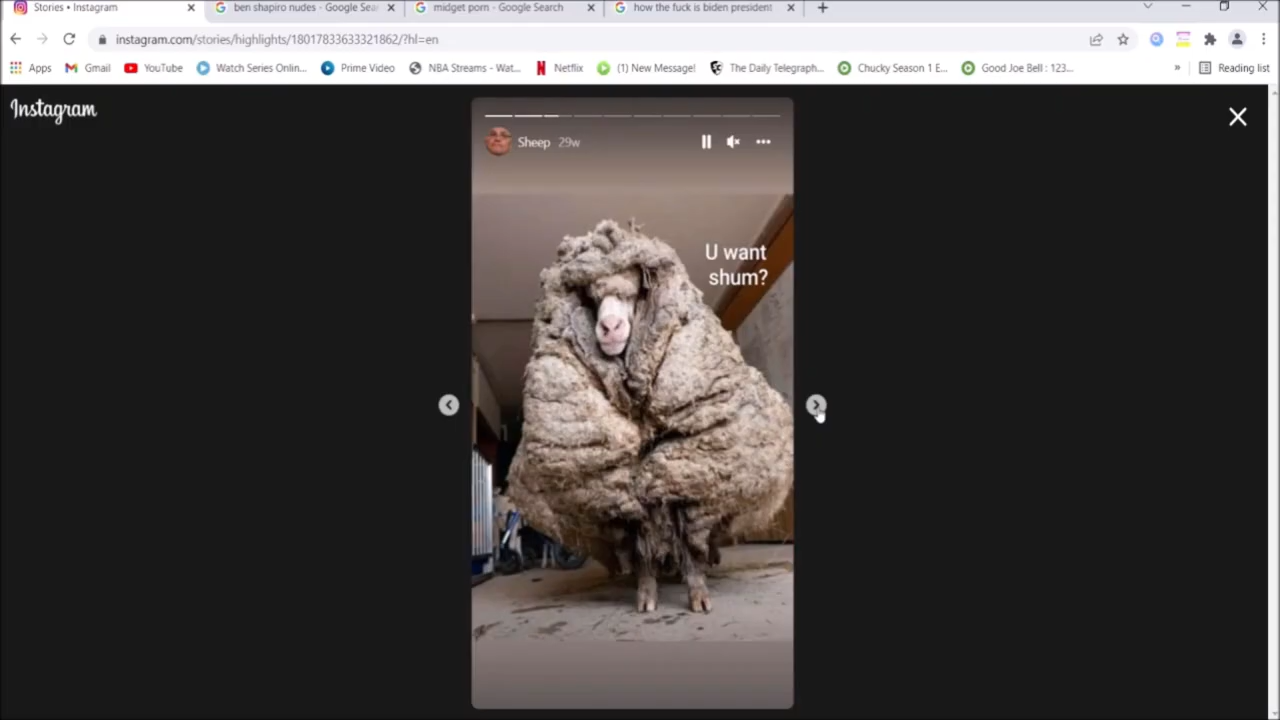 Stories • Instagram
ben shapiro nudes - Google Sea
midget porn - Google Search
how the fuck is biden president
instagram.com/stories/highlights/18017833633321862/?hl=en
Apps
Gmail
YouTube
Watch Series Onlin...
Prime Video
NBA Streams - Wat...
Netflix
(1) New Message!
The Daily Telegraph...
Chucky Season 1 E...
Good Joe Bell : 123...
»
Reading list
Instagram
Sheep 29w
U want
shum?